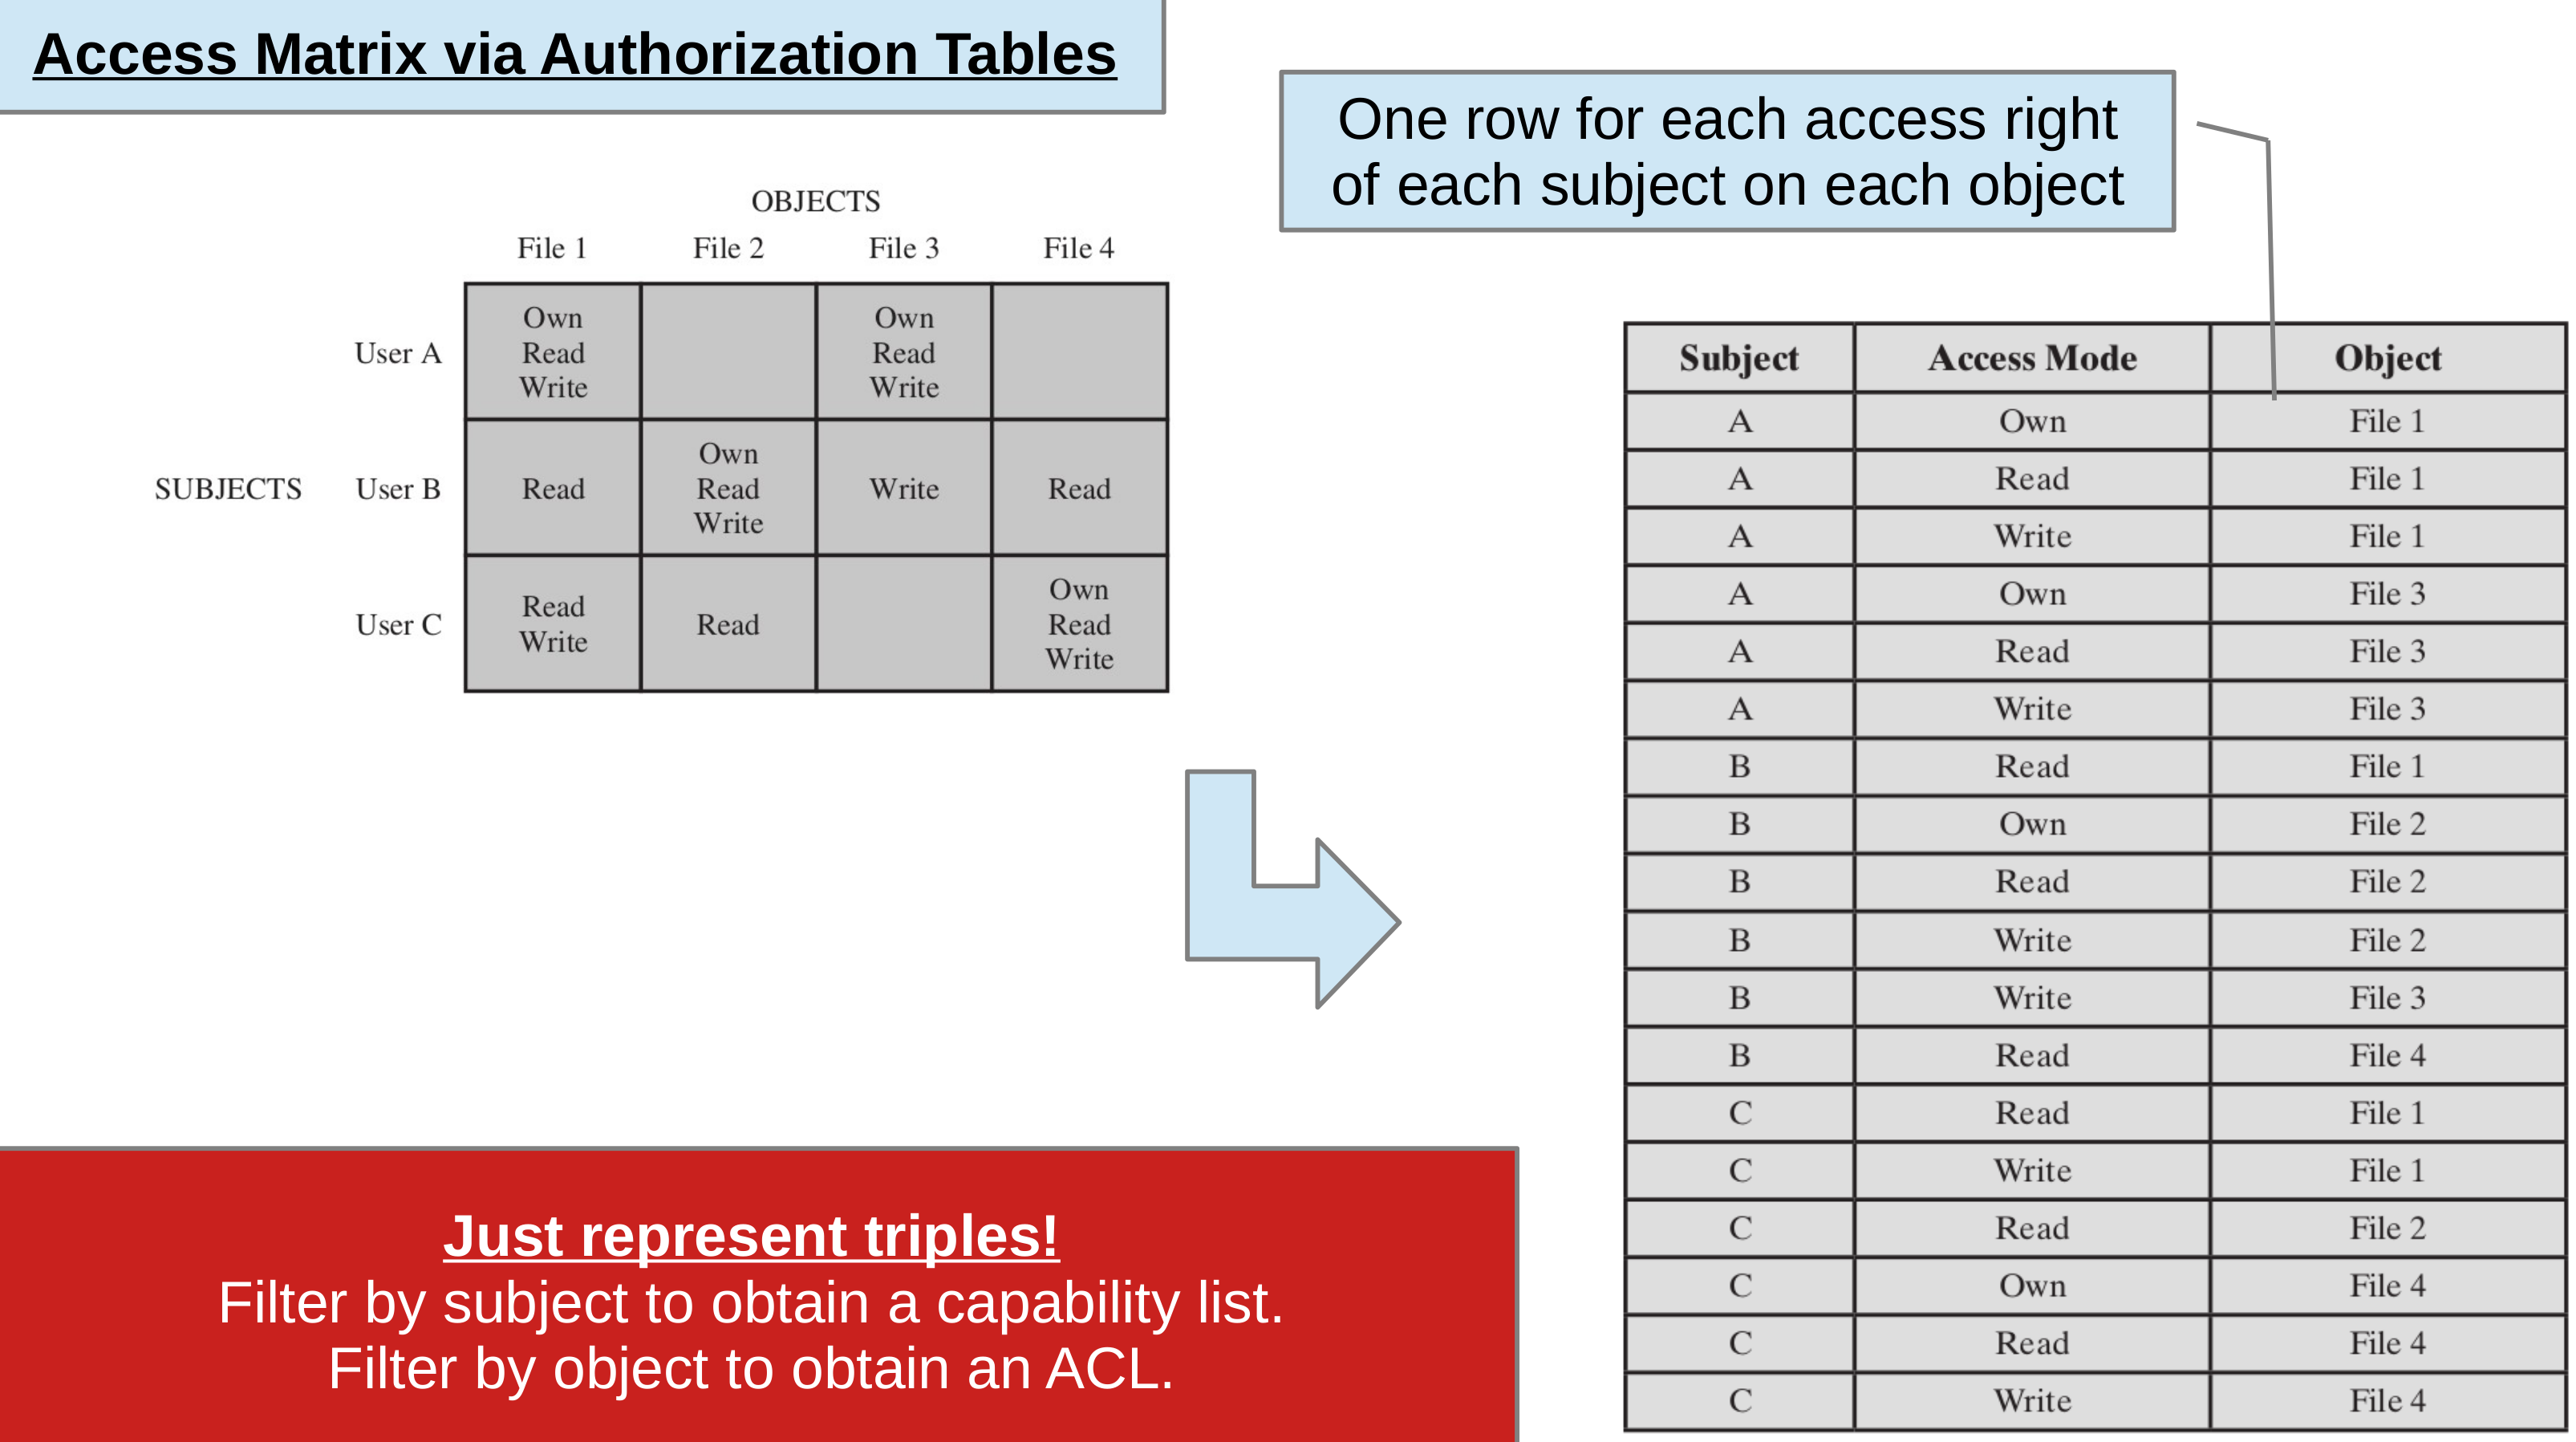 Access Matrix via Authorization Tables
One row for each access right
of each subject on each object
OBJECTS
File 1 File 2 File 3 File 4
SUBJECTS
User A
Own
Read
Write
Own
Read
Write
User B
Read
Own
Read
Write
Write
Read
User C
Read
Write
Read
Own
Read
Write
Subject Access Mode Object
A Own File 1
A Read File 1
A Write File 1
A Own File 3
A Read File 3
A Write File 3
B Read File 1
B Own File 2
B Read File 2
B Write File 2
B Write File 3
B Read File 4
C Read File 1
C Write File 1
C Read File 2
C Own File 4
C Read File 4
C Write File 4
Just represent triples!
Filter by subject to obtain a capability list.
Filter by object to obtain an ACL.